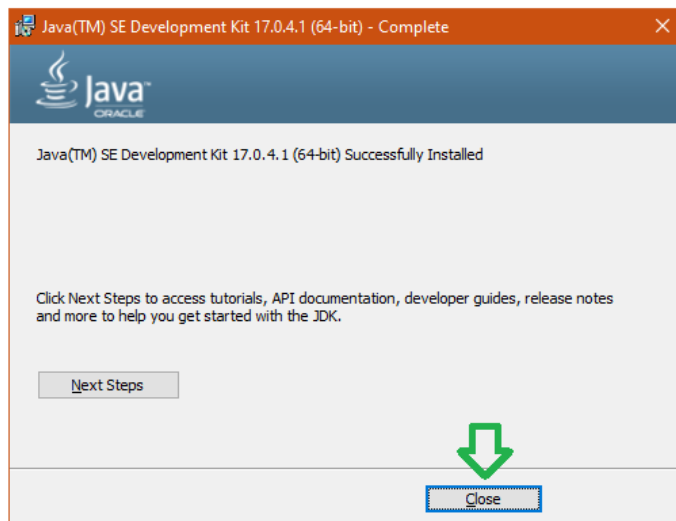 Java(TM) SE Development Kit 17.0.4.1 (64-bit) - Complete
Java™
ORACLE
Java(TM) SE Development Kit 17.0.4.1 (64-bit) Successfully Installed
Click Next Steps to access tutorials, API documentation, developer guides, release notes
and more to help you get started with the JDK.
Next Steps
Close